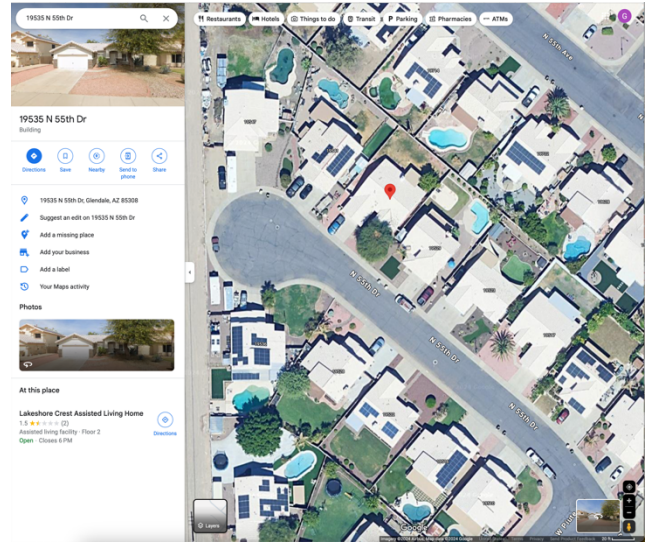 19535 N 55th Dr
Restaurants
Hotels
Things to do
Transit
Parking
Pharmacies
ATMs
G
19535 N 55th Dr
Building
Directions
Save
Nearby
Send to
phone
Share
19535 N 55th Dr, Glendale, AZ 85308
Suggest an edit on 19535 N 55th Dr
Add a missing place
Add your business
Add a label
Your Maps activity
Photos
At this place
Lakeshore Crest Assisted Living Home
1.5 (2)
Assisted living facility · Floor 2
Open · Closes 6 PM
Directions
N 55th Ave
N 55th Dr
N 55th Dr
N 55th Dr
Layers
Google